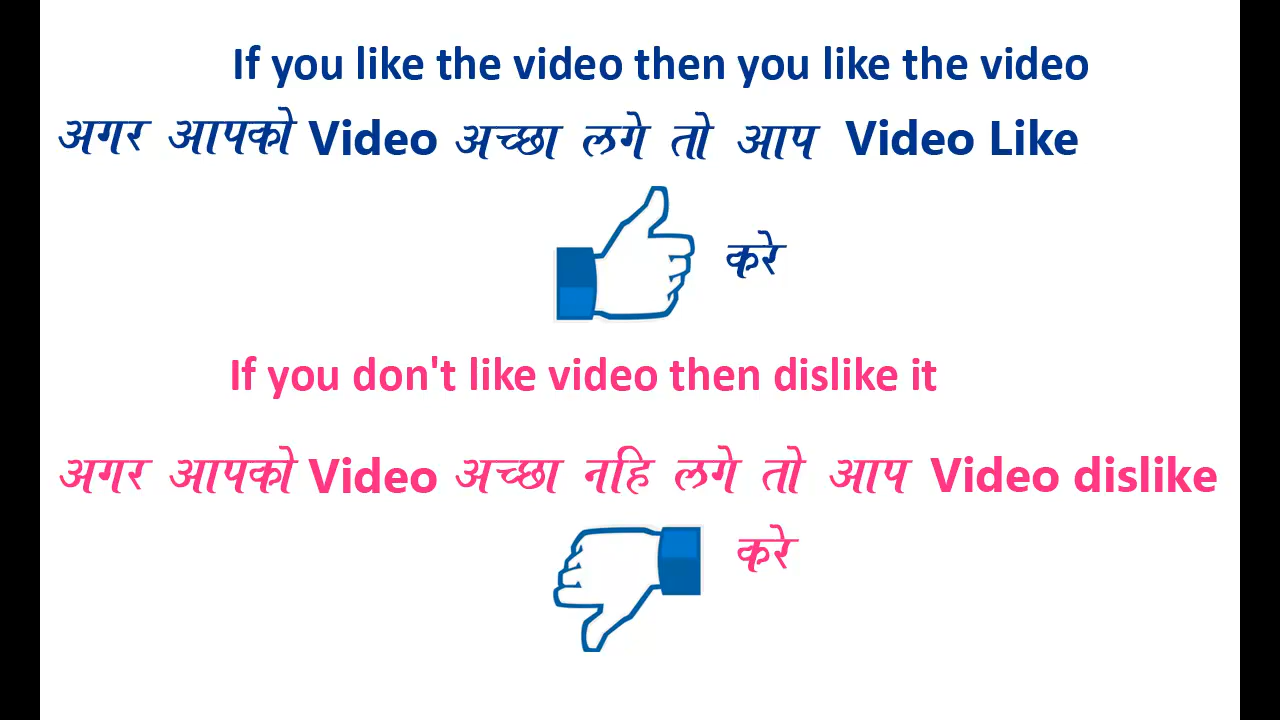 If you like the video then you like the video
अगर आपको Video अच्छा लगे तो आप Video Like
करे
If you don't like video then dislike it
अगर आपको Video अच्छा नहि लगे तो आप Video dislike
करे